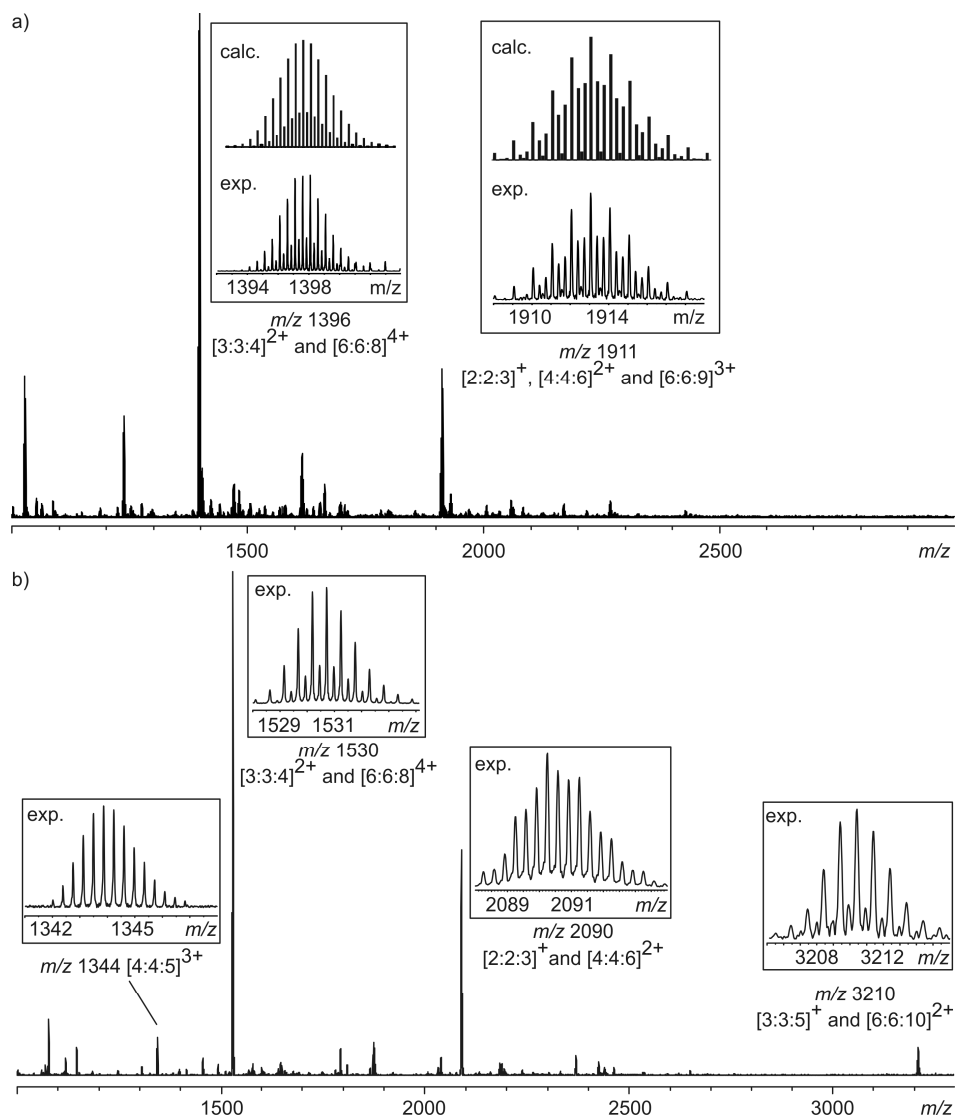 a)
calc.
exp.
1394 1398 m/z
m/z 1396
[3:3:4]2+ and [6:6:8]4+
calc.
exp.
1910 1914 m/z
m/z 1911
[2:2:3]+, [4:4:6]2+ and [6:6:9]3+
1500 2000 2500 m/z
b)
exp.
1529 1531 m/z
m/z 1530
[3:3:4]2+ and [6:6:8]4+
exp.
1342 1345 m/z
m/z 1344 [4:4:5]3+
exp.
2089 2091 m/z
m/z 2090
[2:2:3]+ and [4:4:6]2+
exp.
3208 3212 m/z
m/z 3210
[3:3:5]+ and [6:6:10]2+
1500 2000 2500 3000 m/z